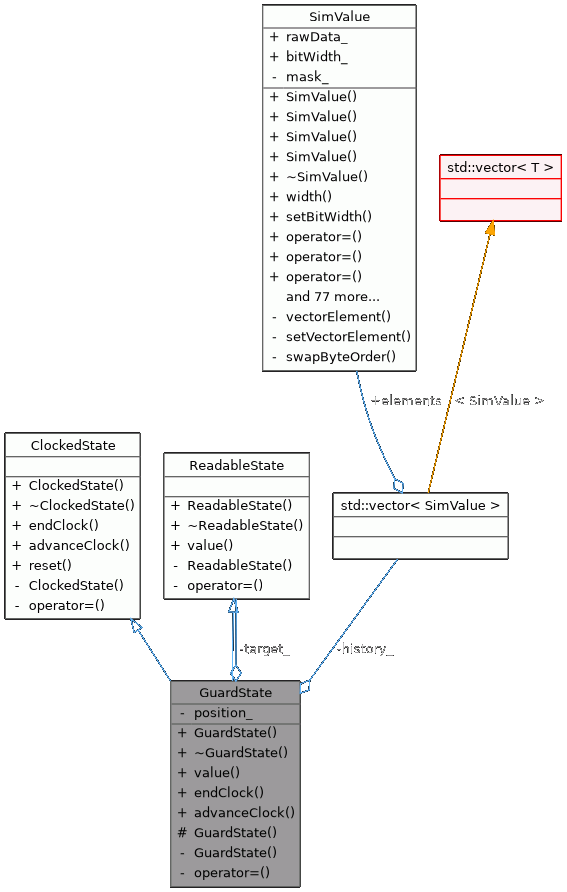 SimValue
+ rawData_
+ bitWidth_
- mask_
+ SimValue()
+ SimValue()
+ SimValue()
+ SimValue()
+ ~SimValue()
+ width()
+ setBitWidth()
+ operator=()
+ operator=()
+ operator=()
and 77 more...
- vectorElement()
- setVectorElement()
- swapByteOrder()
std::vector< T >
+elements
< SimValue >
ClockedState
+ ClockedState()
+ ~ClockedState()
+ endClock()
+ advanceClock()
+ reset()
- ClockedState()
- operator=()
ReadableState
+ ReadableState()
+ ~ReadableState()
+ value()
- ReadableState()
- operator=()
std::vector< SimValue >
-target_
-history_
GuardState
- position_
+ GuardState()
+ ~GuardState()
+ value()
+ endClock()
+ advanceClock()
# GuardState()
- GuardState()
- operator=()